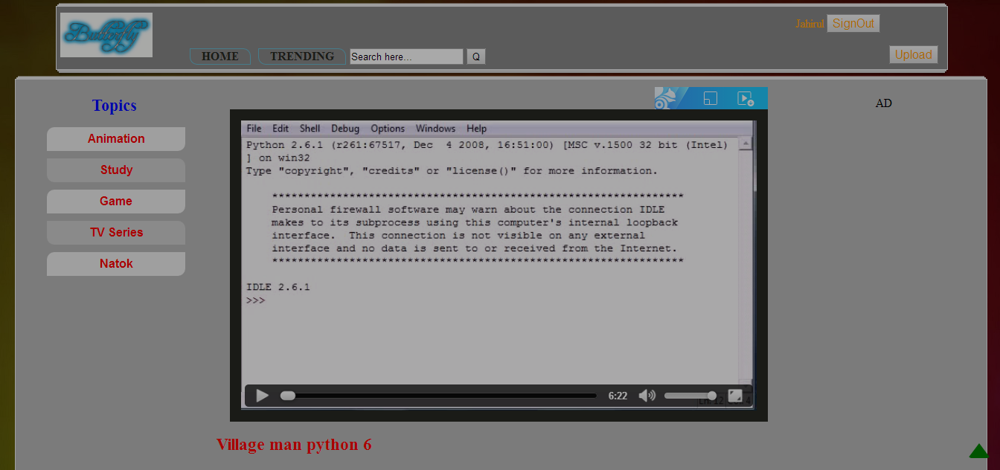 Butterfly
Jahirul SignOut
HOME TRENDING Search here... Q Upload
Topics
Animation
Study
Game
TV Series
Natok
AD
File Edit Shell Debug Options Windows Help
Python 2.6.1 (r261:67517, Dec  4 2008, 16:51:00) [MSC v.1500 32 bit (Intel)
] on win32
Type "copyright", "credits" or "license()" for more information.
****************************************************************
Personal firewall software may warn about the connection IDLE
makes to its subprocess using this computer's internal loopback
interface.  This connection is not visible on any external
interface and no data is sent to or received from the Internet.
****************************************************************
IDLE 2.6.1
>>>
6:22
Village man python 6